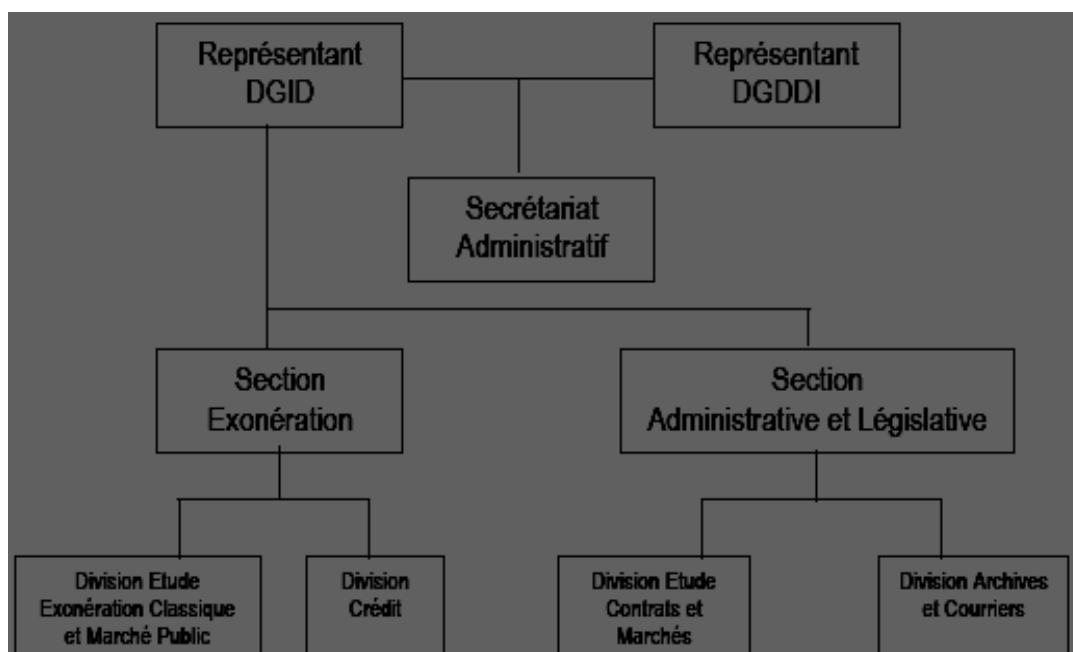 Représentant
DGID
Représentant
DGDDI
Secrétariat
Administratif
Section
Exonération
Section
Administrative et Législative
Division Etude
Exonération Classique
et Marché Public
Division
Crédit
Division Etude
Contrats et
Marchés
Division Archives
et Courriers